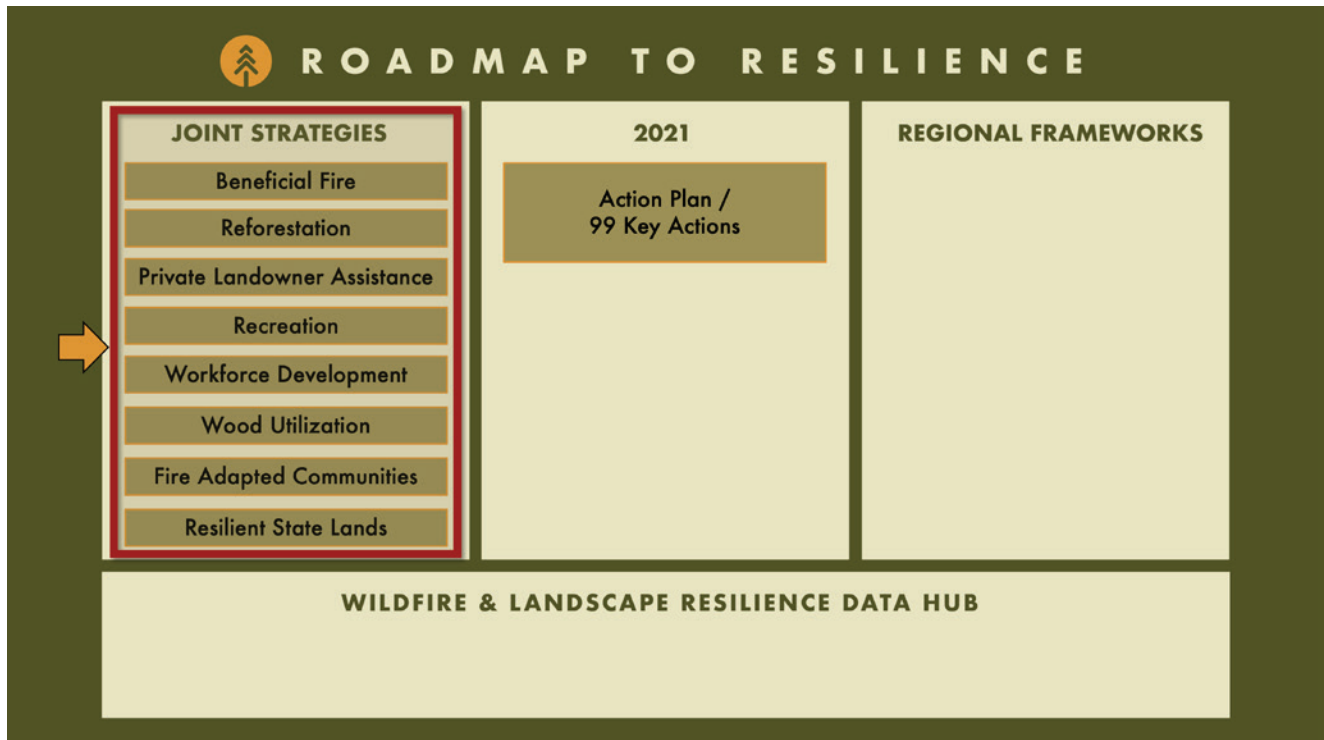 ROADMAP TO RESILIENCE
JOINT STRATEGIES
Beneficial Fire
Reforestation
Private Landowner Assistance
Recreation
Workforce Development
Wood Utilization
Fire Adapted Communities
Resilient State Lands
2021
Action Plan /
99 Key Actions
REGIONAL FRAMEWORKS
WILDFIRE & LANDSCAPE RESILIENCE DATA HUB